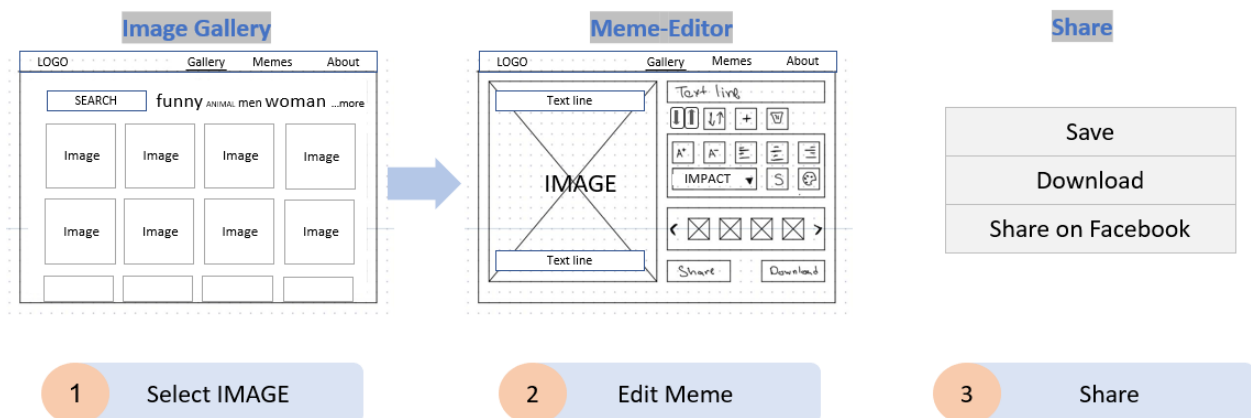 Image Gallery
LOGO Gallery Memes About
SEARCH funny ANIMAL men woman ...more
Image Image Image Image
Image Image Image Image
1 Select IMAGE
Meme-Editor
LOGO Gallery Memes About
Text line
IMAGE
Text line
Text line
A+ A-
IMPACT S
Share Download
2 Edit Meme
Share
Save
Download
Share on Facebook
3 Share